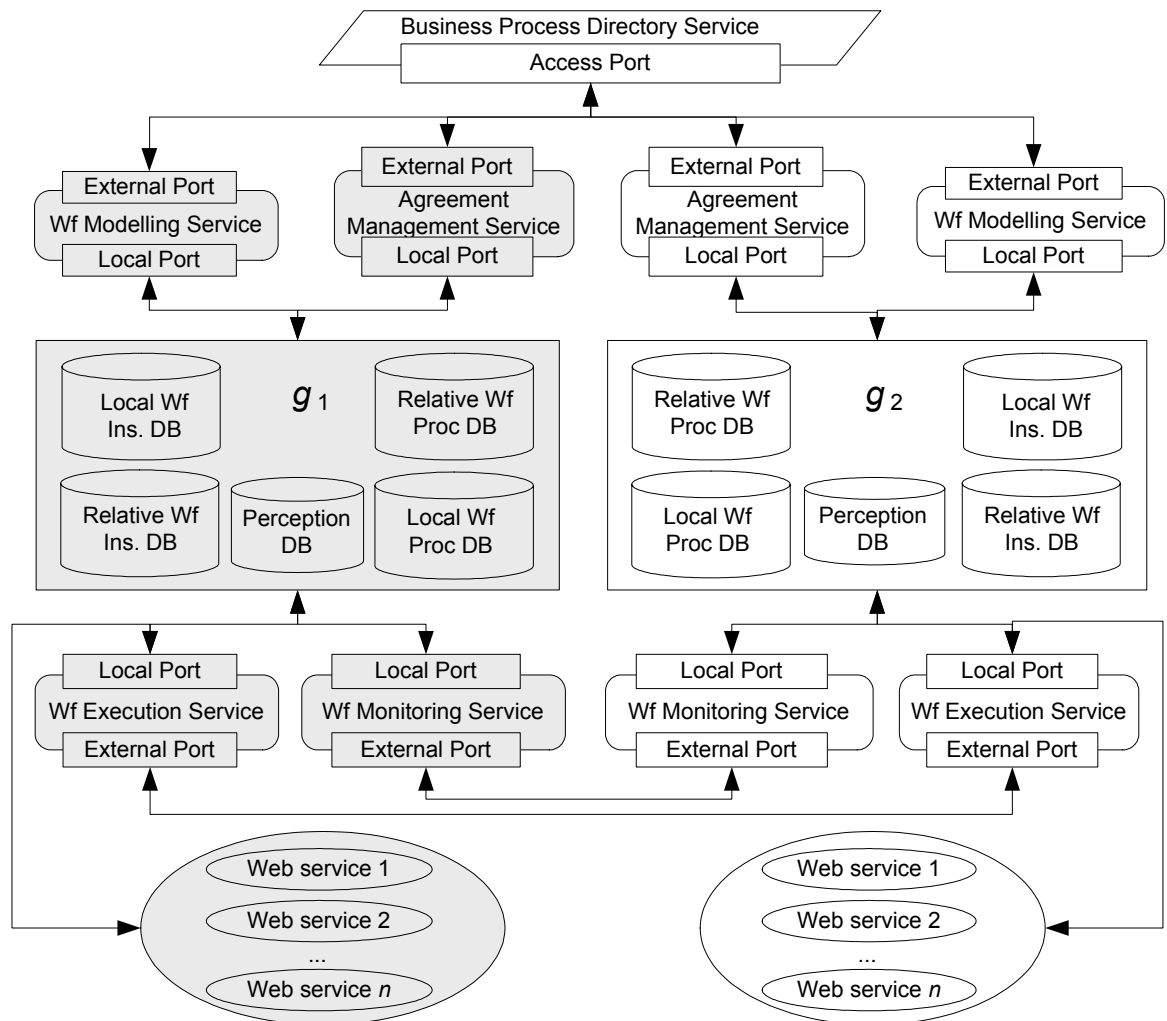 Business Process Directory Service
Access Port
External Port
Wf Modelling Service
Local Port
External Port
Agreement
Management Service
Local Port
External Port
Agreement
Management Service
Local Port
External Port
Wf Modelling Service
Local Port
g 1
Local Wf
Ins. DB
Relative Wf
Proc DB
Relative Wf
Ins. DB
Perception
DB
Local Wf
Proc DB
g 2
Relative Wf
Proc DB
Local Wf
Ins. DB
Local Wf
Proc DB
Perception
DB
Relative Wf
Ins. DB
Local Port
Wf Execution Service
External Port
Local Port
Wf Monitoring Service
External Port
Local Port
Wf Monitoring Service
External Port
Local Port
Wf Execution Service
External Port
Web service 1
Web service 2
...
Web service n
Web service 1
Web service 2
...
Web service n